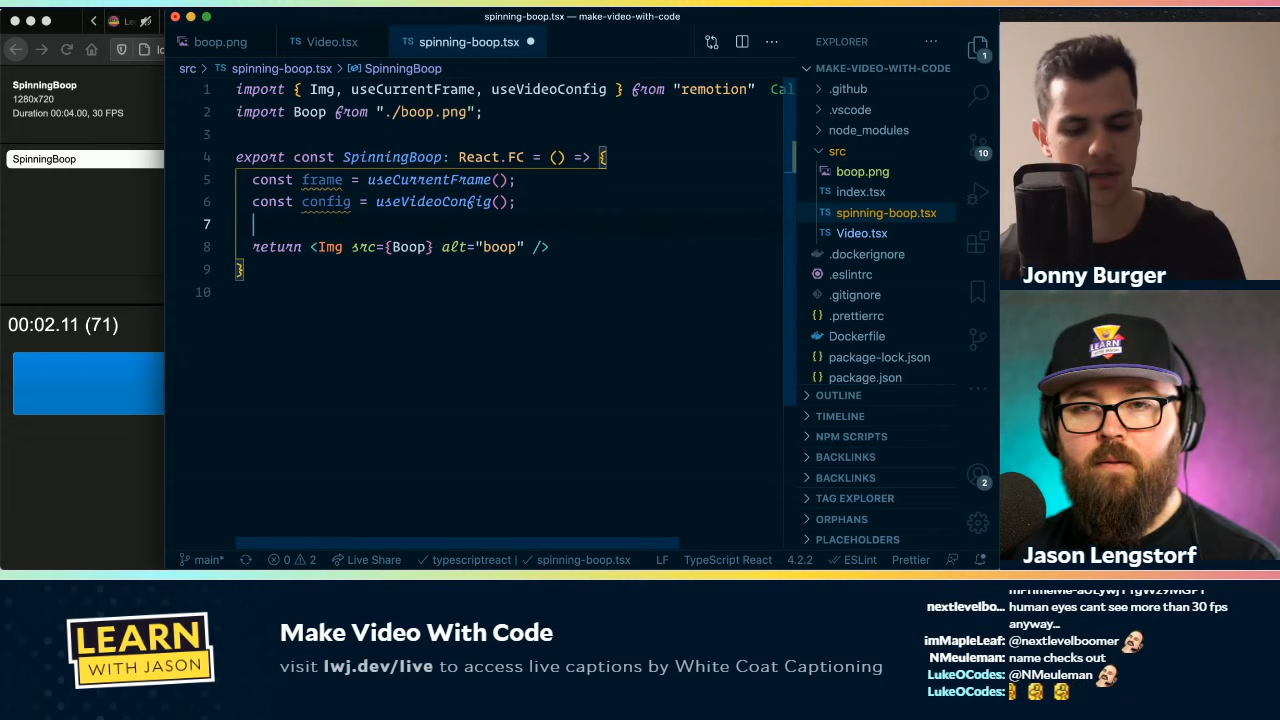 spinning-boop.tsx — make-video-with-code
boop.png
Video.tsx
spinning-boop.tsx
EXPLORER
src > spinning-boop.tsx > SpinningBoop
SpinningBoop
1280x720
Duration 00:04.00, 30 FPS
SpinningBoop
00:02.11 (71)
1 import { Img, useCurrentFrame, useVideoConfig } from "remotion" Cal
2 import Boop from "./boop.png";
3
4 export const SpinningBoop: React.FC = () => {
5 const frame = useCurrentFrame();
6 const config = useVideoConfig();
7
8 return <Img src={Boop} alt="boop" />
9 }
10
MAKE-VIDEO-WITH-CODE
.github
.vscode
node_modules
src
boop.png
TS index.tsx
TS spinning-boop.tsx
TS Video.tsx
.dockerignore
.eslintrc
.gitignore
{} .prettierrc
Dockerfile
{} package-lock.json
{} package.json
OUTLINE
TIMELINE
NPM SCRIPTS
BACKLINKS
BACKLINKS
TAG EXPLORER
ORPHANS
PLACEHOLDERS
1
10
2
main* 0 2 Live Share typescriptreact | spinning-boop.tsx LF TypeScript React 4.2.2 ESLint Prettier
Jonny Burger
LEARN
Jason Lengstorf
LEARN
WITH JASON
Make Video With Code
visit lwj.dev/live to access live captions by White Coat Captioning
nextlevelbo... human eyes cant see more than 30 fps
anyway...
imMapleLeaf: @nextlevelboomer
NMeuleman: name checks out
LukeOCodes: @NMeuleman
LukeOCodes: